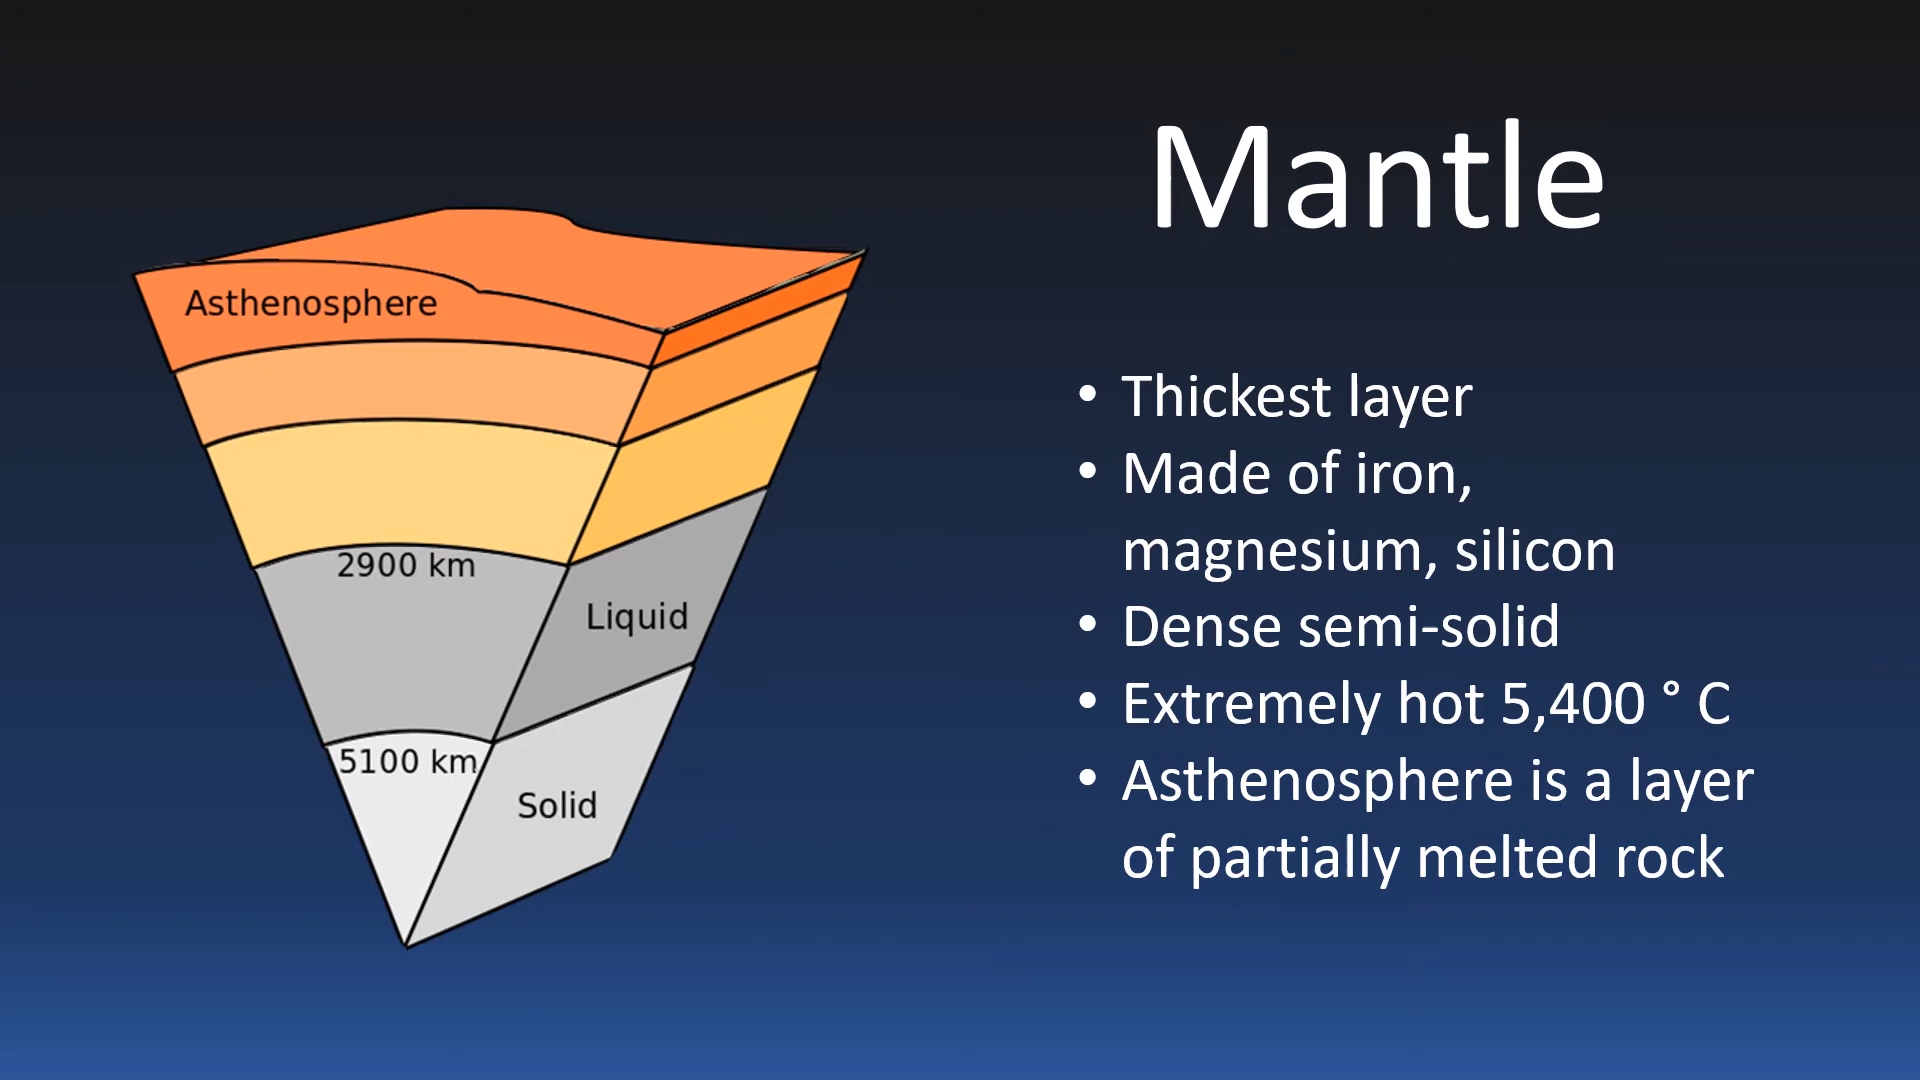 Mantle
Asthenosphere
2900 km
Liquid
5100 km
Solid
• Thickest layer
• Made of iron,
magnesium, silicon
• Dense semi-solid
• Extremely hot 5,400 ° C
• Asthenosphere is a layer
of partially melted rock